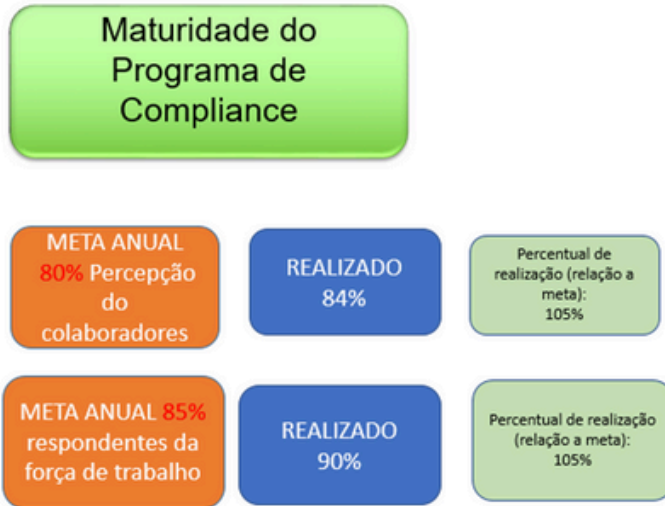 Maturidade do
Programa de
Compliance
META ANUAL
80% Percepção
do
colaboradores
REALIZADO
84%
Percentual de
realização (relação a
meta):
105%
META ANUAL 85%
respondentes da
força de trabalho
REALIZADO
90%
Percentual de realização
(relação a meta):
105%